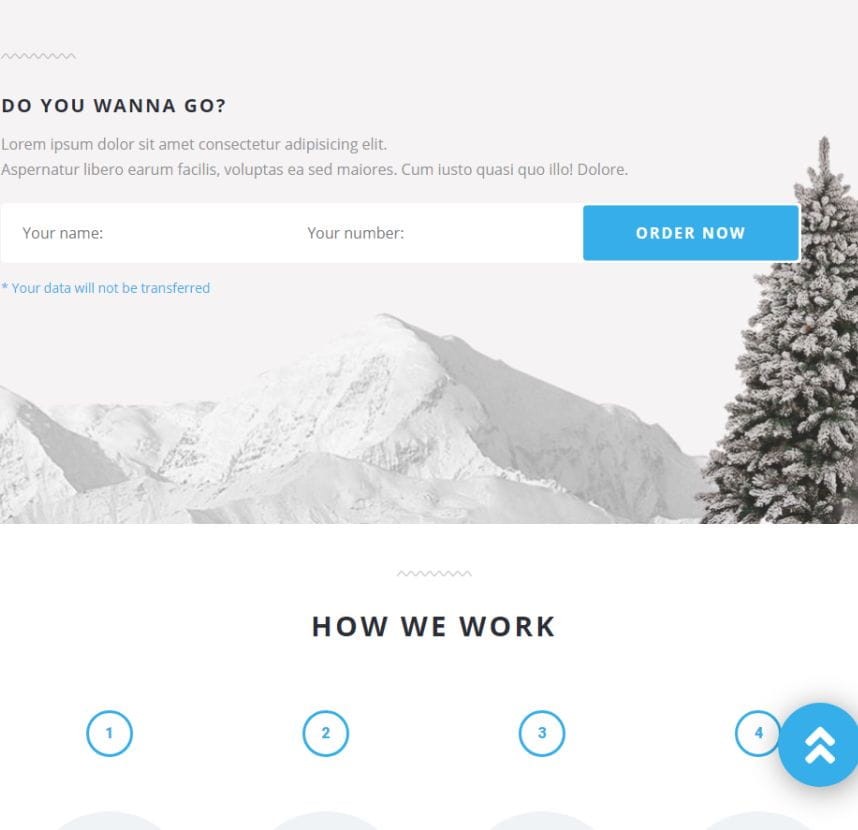 DO YOU WANNA GO?
Lorem ipsum dolor sit amet consectetur adipisicing elit.
Aspernatur libero earum facilis, voluptas ea sed maiores. Cum iusto quasi quo illo! Dolore.
Your name: Your number: ORDER NOW
* Your data will not be transferred
HOW WE WORK
1 2 3 4